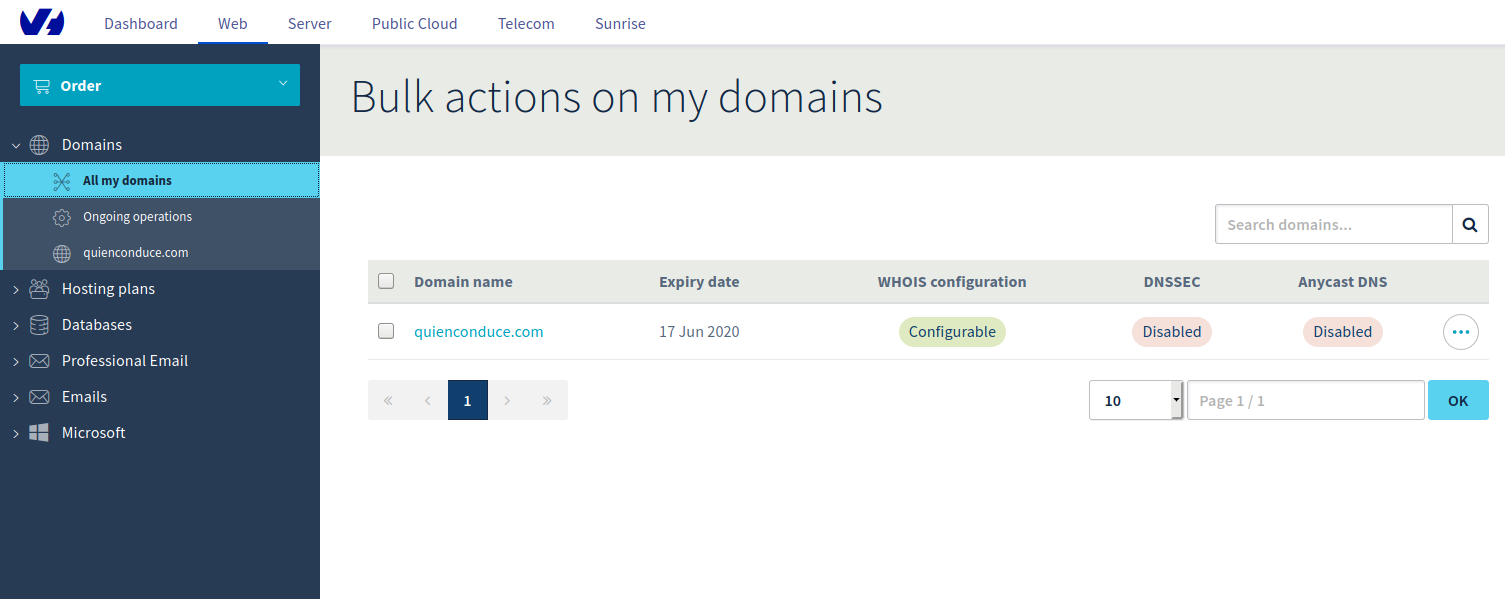 Dashboard Web Server Public Cloud Telecom Sunrise
Order
Domains
All my domains
Ongoing operations
quienconduce.com
Hosting plans
Databases
Professional Email
Emails
Microsoft
Bulk actions on my domains
Search domains...
Domain name Expiry date WHOIS configuration DNSSEC Anycast DNS
quienconduce.com 17 Jun 2020 Configurable Disabled Disabled
« ‹ 1 › » 10 Page 1 / 1 OK